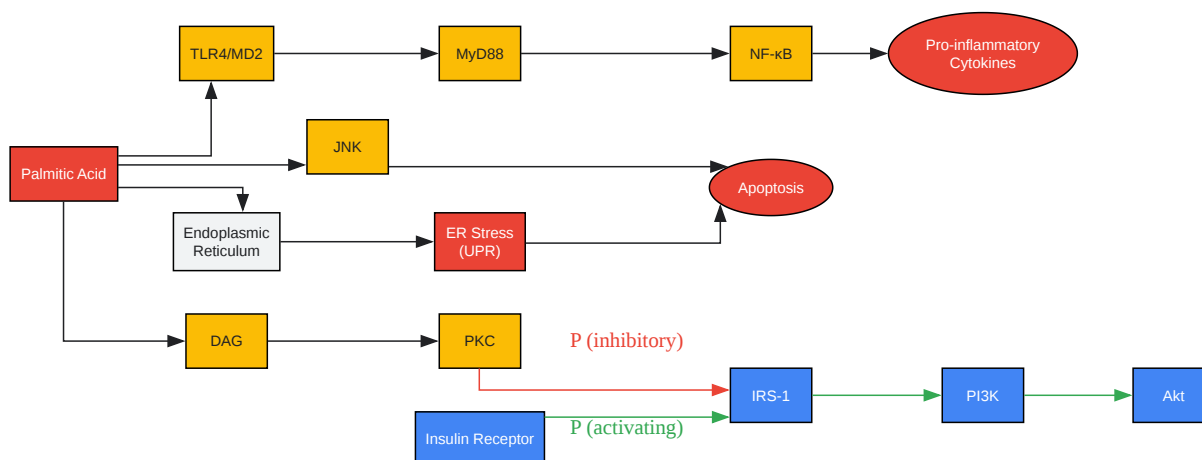 TLR4/MD2
MyD88
NF-κB
Pro-inflammatory
Cytokines
JNK
Palmitic Acid
Apoptosis
Endoplasmic
Reticulum
ER Stress
(UPR)
DAG
PKC
P (inhibitory)
IRS-1
PI3K
Akt
P (activating)
Insulin Receptor